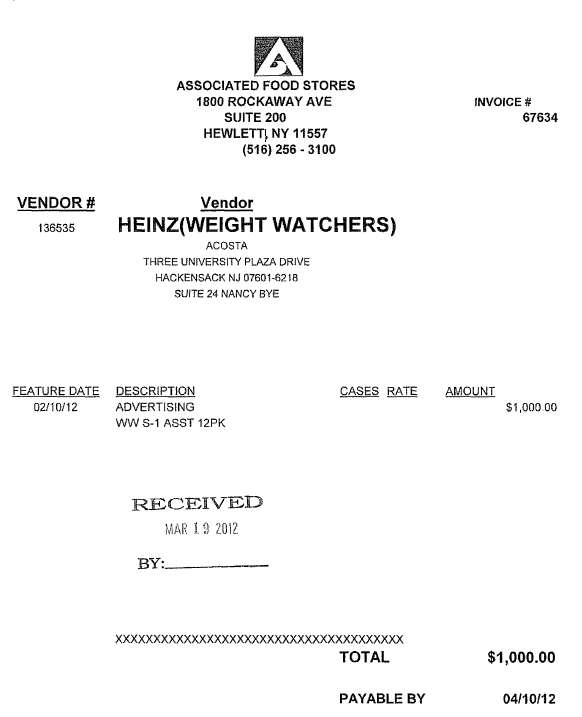 ASSOCIATED FOOD STORES
1800 ROCKAWAY AVE
SUITE 200
HEWLETT, NY 11557
(516) 256 - 3100
INVOICE #
67634
VENDOR #
136535
Vendor
HEINZ(WEIGHT WATCHERS)
ACOSTA
THREE UNIVERSITY PLAZA DRIVE
HACKENSACK NJ 07601-6218
SUITE 24 NANCY BYE
FEATURE DATE DESCRIPTION CASES RATE AMOUNT
02/10/12 ADVERTISING $1,000.00
WW S-1 ASST 12PK
RECEIVED
MAR 19 2012
BY:
XXXXXXXXXXXXXXXXXXXXXXXXXXXXXXXXXXXXXX
TOTAL $1,000.00
PAYABLE BY 04/10/12